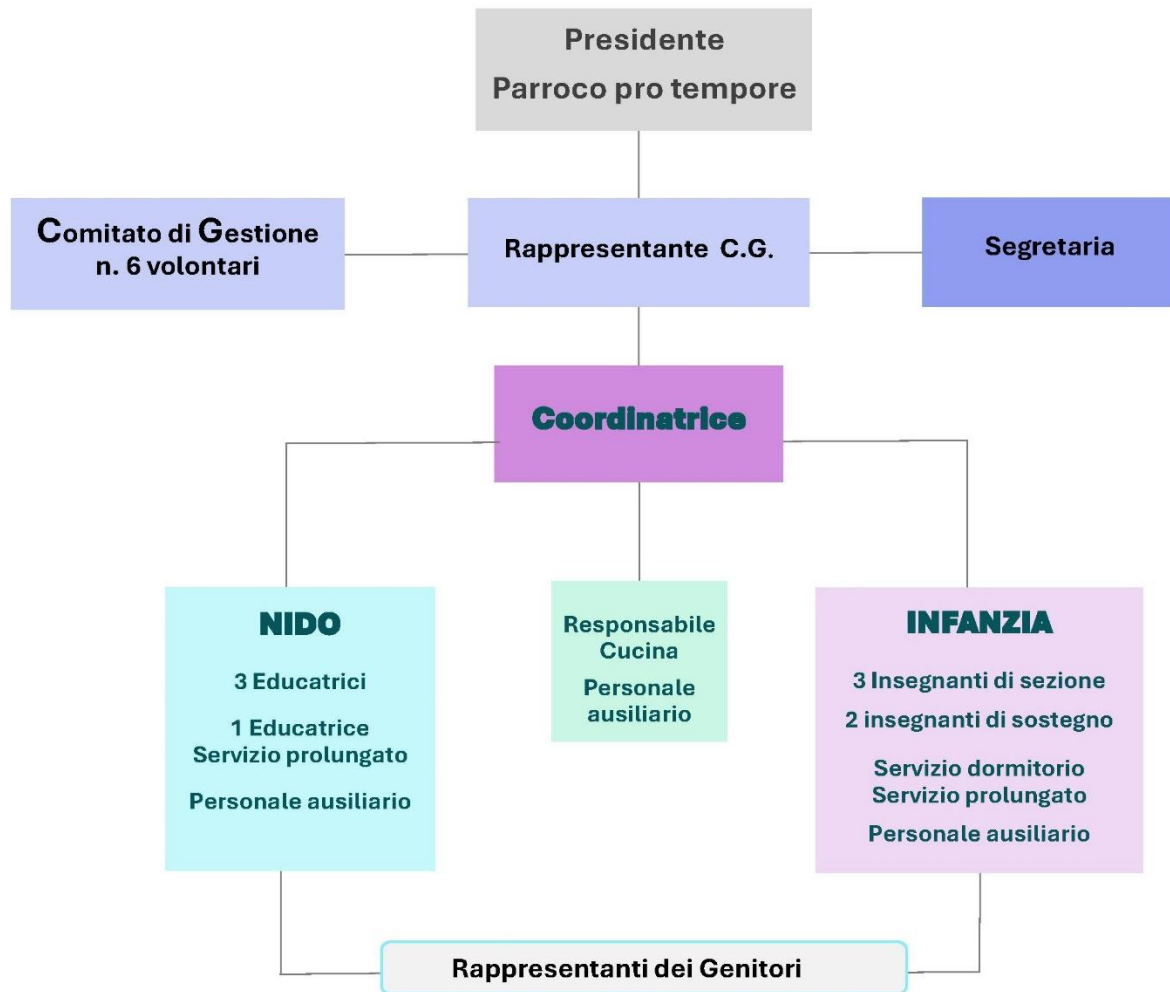 Presidente
Parroco pro tempore
Comitato di Gestione
n. 6 volontari
Rappresentante C.G.
Segretaria
Coordinatrice
NIDO
3 Educatrici
1 Educatrice
Servizio prolungato
Personale ausiliario
Responsabile
Cucina
Personale
ausiliario
INFANZIA
3 Insegnanti di sezione
2 insegnanti di sostegno
Servizio dormitorio
Servizio prolungato
Personale ausiliario
Rappresentanti dei Genitori